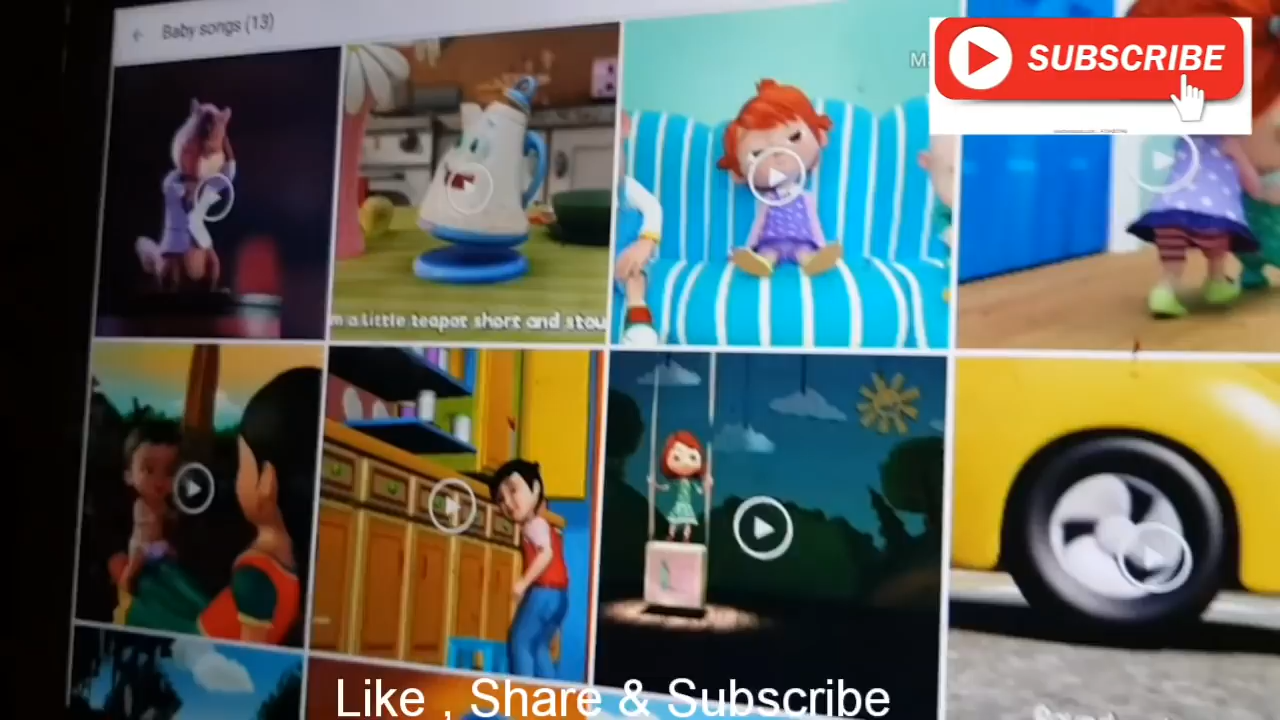 Baby songs (13)
SUBSCRIBE
m a little teapot short and stou
Like , Share & Subscribe